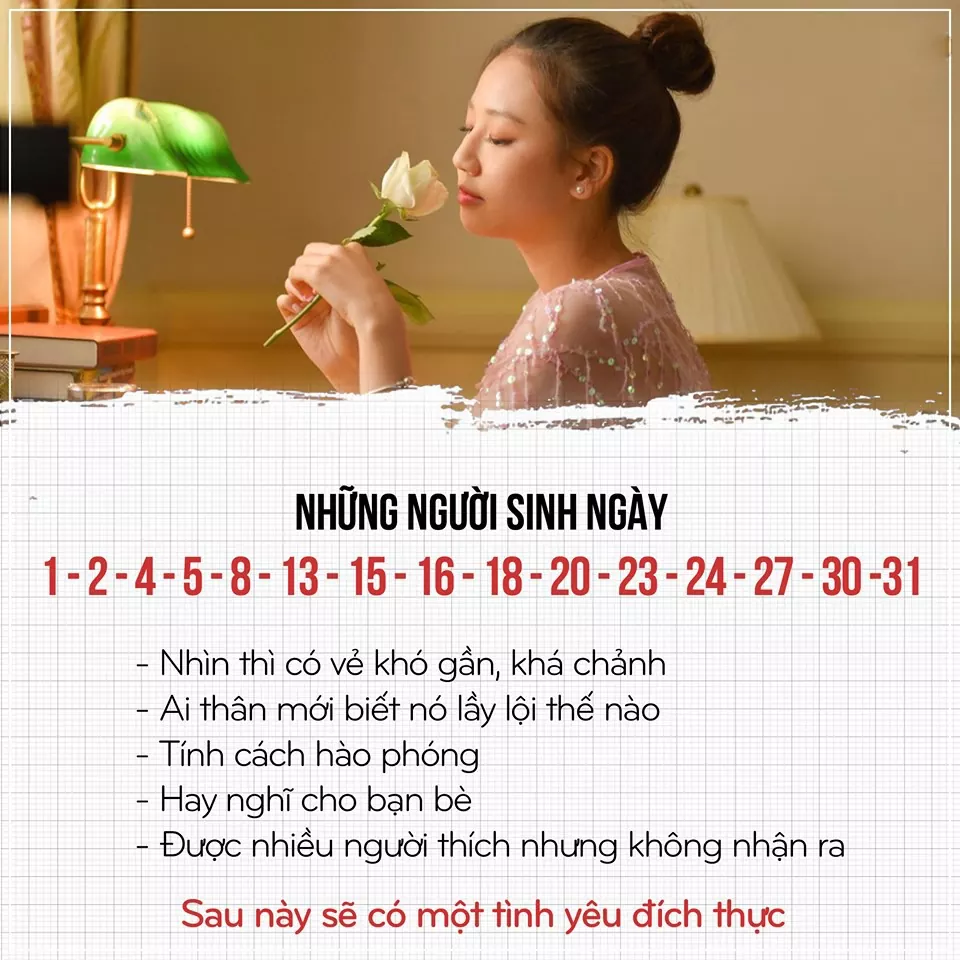 NHỮNG NGƯỜI SINH NGÀY
1 - 2 - 4 - 5 - 8 - 13 - 15 - 16 - 18 - 20 - 23 - 24 - 27 - 30 -31
- Nhìn thì có vẻ khó gần, khá chảnh
- Ai thân mới biết nó lầy lội thế nào
- Tính cách hào phóng
- Hay nghĩ cho bạn bè
- Được nhiều người thích nhưng không nhận ra
Sau này sẽ có một tình yêu đích thực